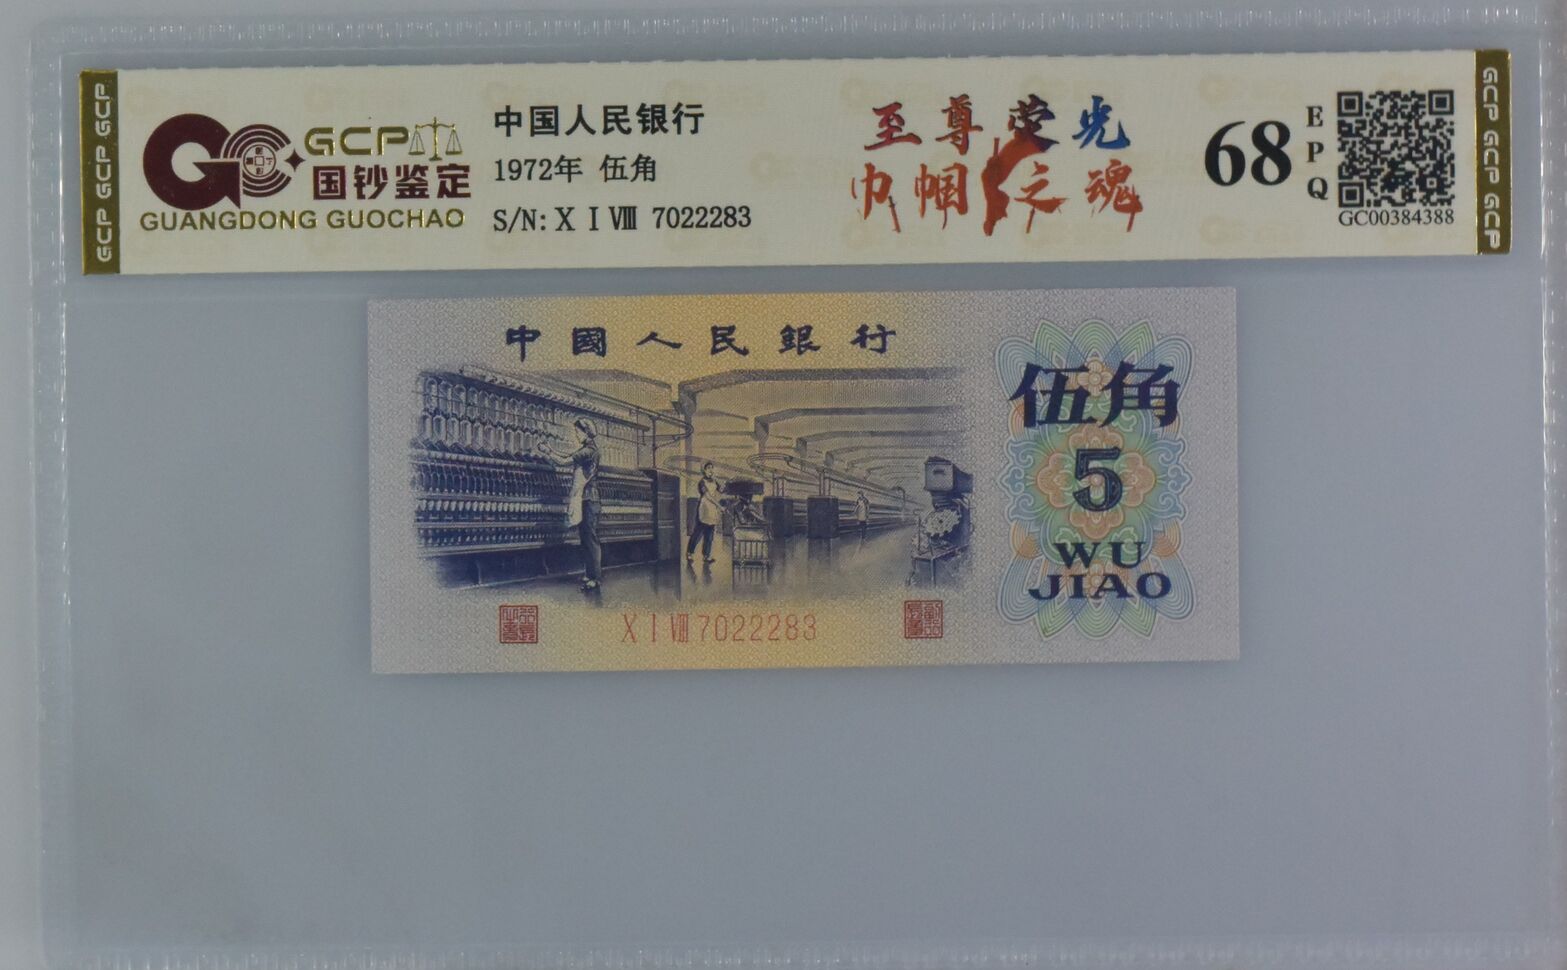 GCP GCP GCP
GCP
国钞鉴定
GUANGDONG GUOCHAO
中国人民银行
1972年 伍角
S/N: X I Ⅷ 7022283
至尊荣光
巾帼之魂
68
EPQ
GC00384388
GCP GCP GCP
中國人民銀行
伍角
5
WU
JIAO
X I Ⅷ 7022283